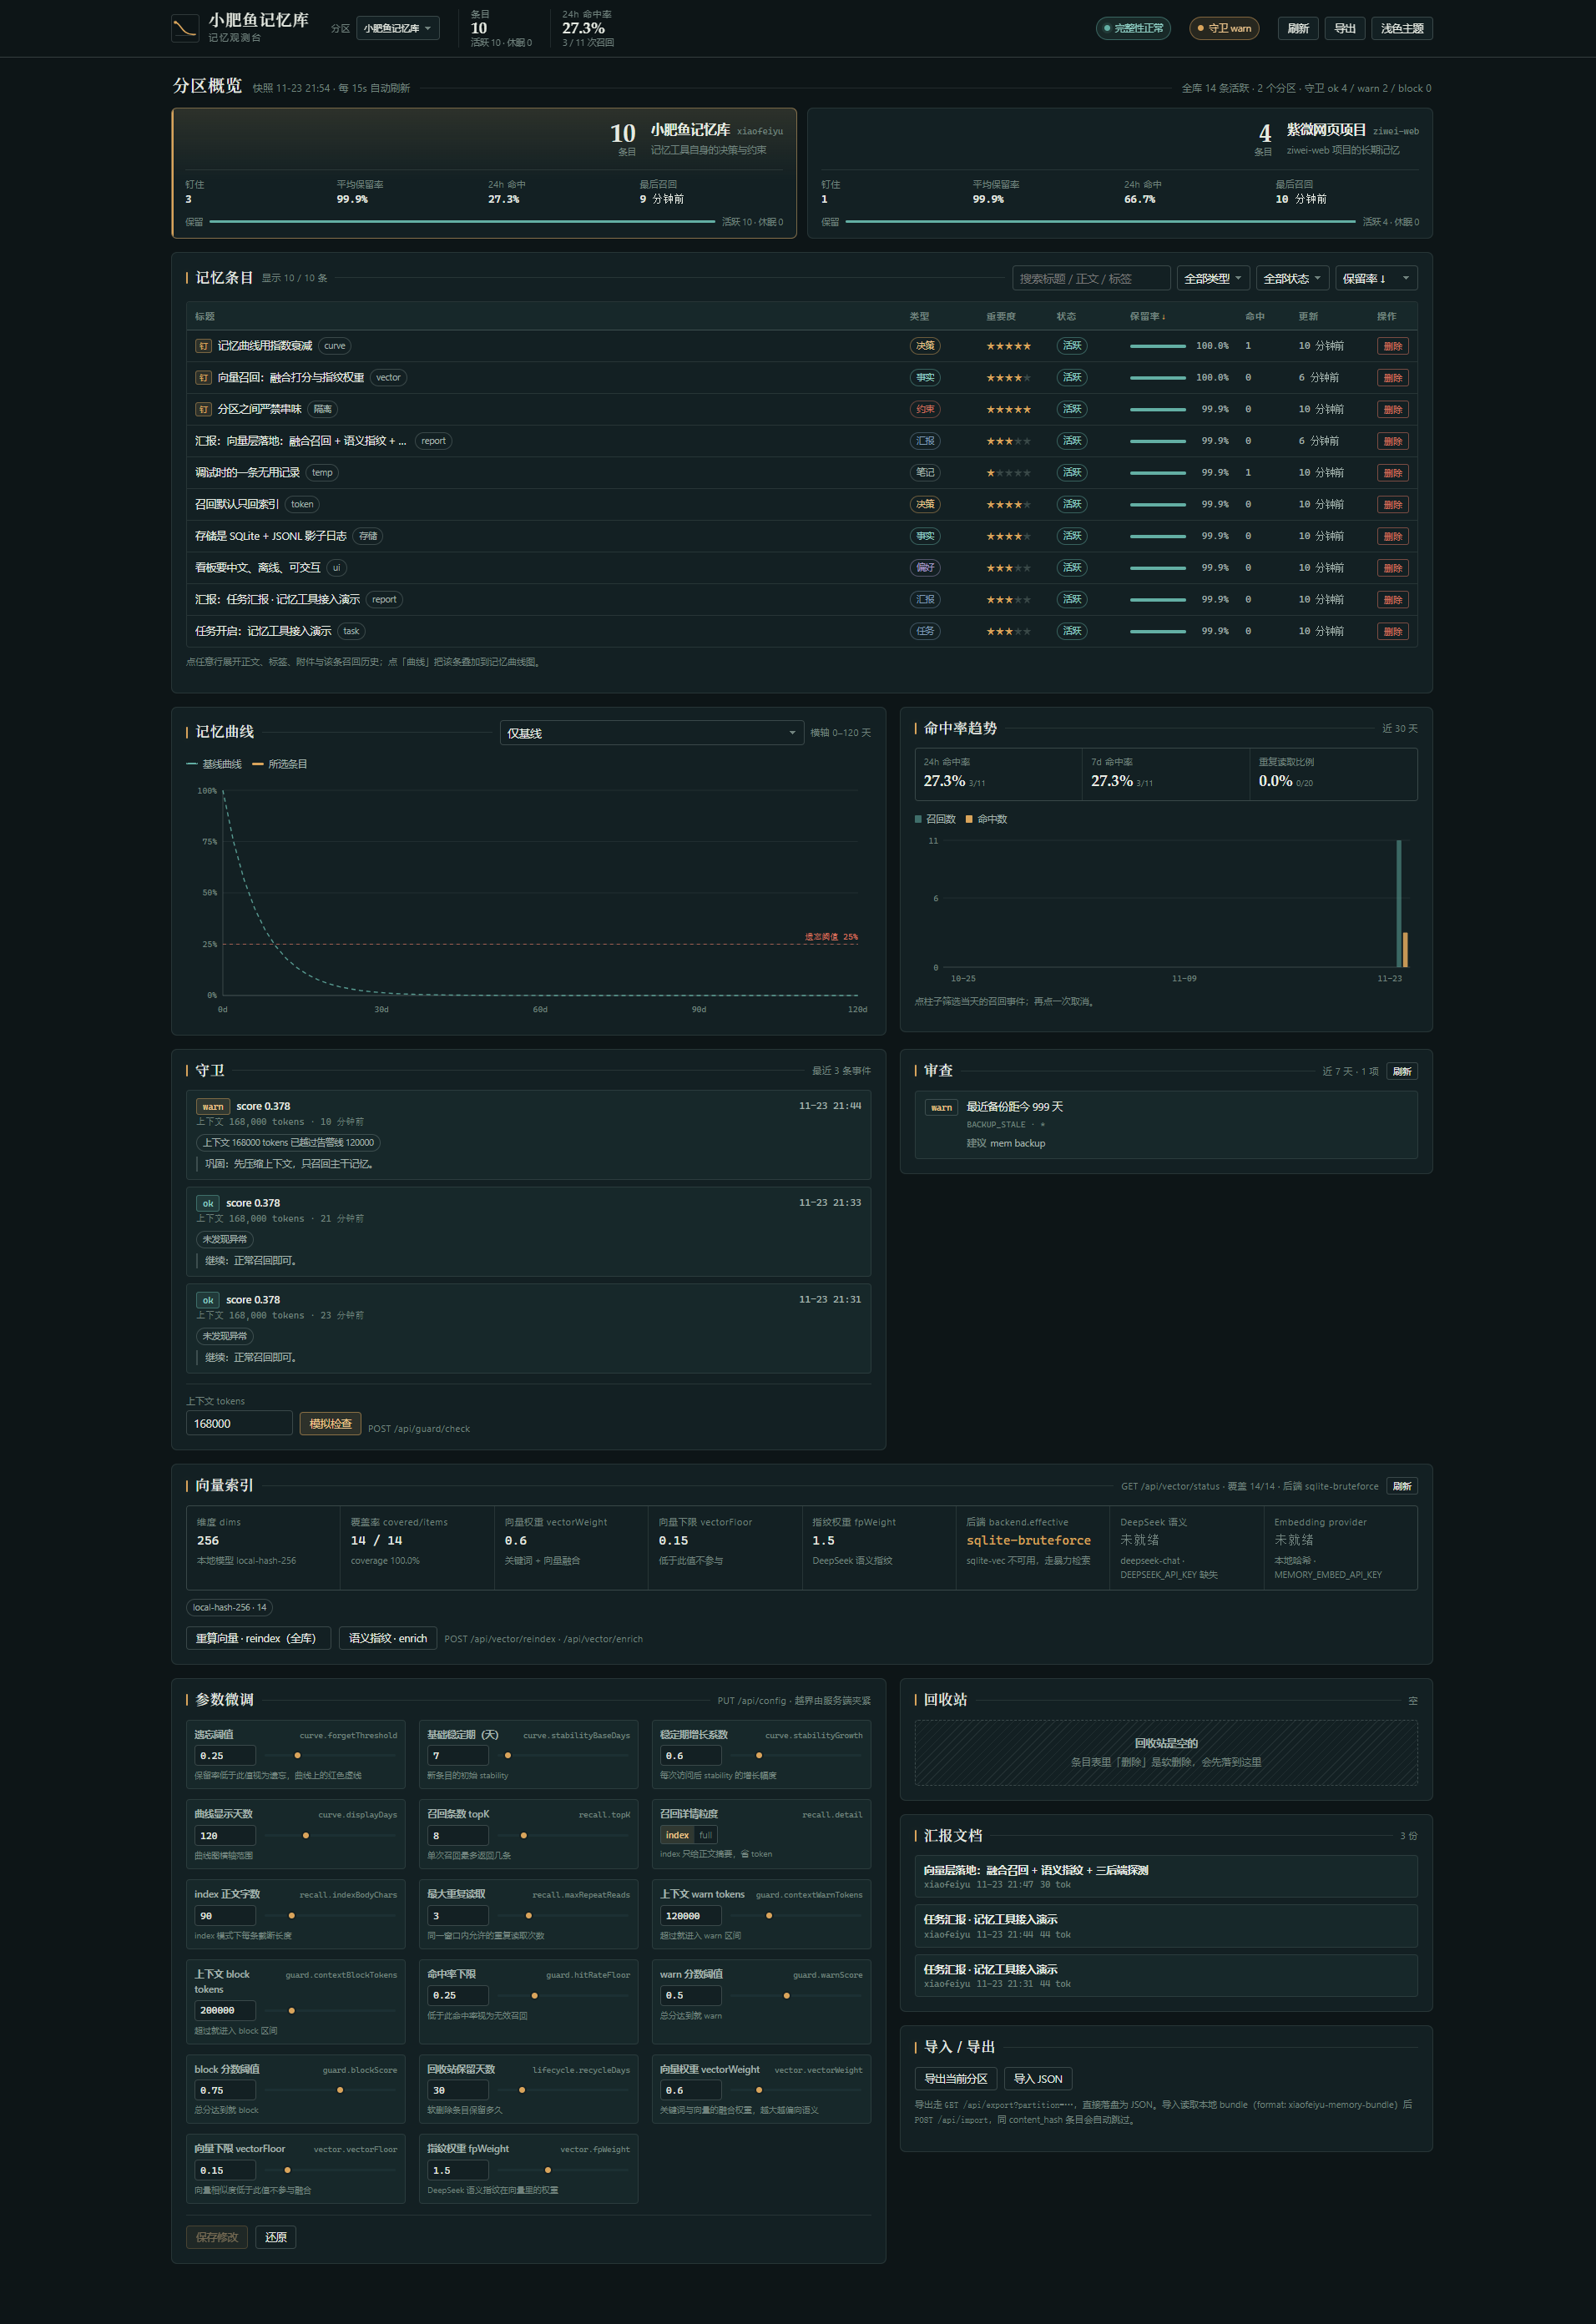 小肥鱼记忆库
记忆观测台
分区 小肥鱼记忆库
条目
10
活跃 10 · 休眠 0
24h 命中率
27.3%
3 / 11 次召回
完整性正常
守卫 warn
刷新 导出 浅色主题
分区概览 快照 11-23 21:54 · 每 15s 自动刷新 全库 14 条活跃 · 2 个分区 · 守卫 ok 4 / warn 2 / block 0
10 条目 小肥鱼记忆库 xiaofeiyu
记忆工具自身的决策与约束
钉住 平均保留率 24h 命中 最后召回
3 99.9% 27.3% 9 分钟前
保留 活跃 10 · 休眠 0
4 条目 紫微网页项目 ziwei-web
ziwei-web 项目的长期记忆
钉住 平均保留率 24h 命中 最后召回
1 99.9% 66.7% 10 分钟前
保留 活跃 4 · 休眠 0
记忆条目 显示 10 / 10 条 搜索标题 / 正文 / 标签 全部类型 全部状态 保留率 ↓
标题 类型 重要度 状态 保留率↓ 命中 更新 操作
钉 记忆曲线用指数衰减 curve 决策 ★★★★★ 活跃 100.0% 1 10 分钟前 删除
钉 向量召回：融合打分与指纹权重 vector 事实 ★★★★★ 活跃 100.0% 0 6 分钟前 删除
钉 分区之间严禁串味 隔离 约束 ★★★★★ 活跃 99.9% 0 10 分钟前 删除
汇报：向量层落地：融合召回 + 语义指纹 + … report 汇报 ★★★★★ 活跃 99.9% 0 6 分钟前 删除
调试时的一条无用记录 temp 笔记 ★★★★★ 活跃 99.9% 1 10 分钟前 删除
召回默认只回索引 token 决策 ★★★★★ 活跃 99.9% 0 10 分钟前 删除
存储是 SQLite + JSONL 影子日志 存储 事实 ★★★★★ 活跃 99.9% 0 10 分钟前 删除
看板要中文、离线、可交互 ui 偏好 ★★★★★ 活跃 99.9% 0 10 分钟前 删除
汇报：任务汇报 · 记忆工具接入演示 report 汇报 ★★★★★ 活跃 99.9% 0 10 分钟前 删除
任务开启：记忆工具接入演示 task 任务 ★★★★★ 活跃 99.9% 0 10 分钟前 删除
点任意行展开正文、标签、附件与该条召回历史；点「曲线」把该条叠加到记忆曲线图。
记忆曲线 仅基线 横轴 0–120 天
基线曲线 所选条目
100%
75%
50%
遗忘阈值 25%
25%
0%
0d 30d 60d 90d 120d
命中率趋势 近 30 天
24h 命中率 7d 命中率 重复读取比例
27.3% 3/11 27.3% 3/11 0.0% 0/20
召回数 命中数
11
6
0
10-25 11-09 11-23
点柱子筛选当天的召回事件；再点一次取消。
守卫 最近 3 条事件
warn score 0.378 11-23 21:44
上下文 168,000 tokens · 10 分钟前
上下文 168000 tokens 已越过告警线 120000
巩固：先压缩上下文，只召回主干记忆。
ok score 0.378 11-23 21:33
上下文 168,000 tokens · 21 分钟前
未发现异常
继续：正常召回即可。
ok score 0.378 11-23 21:31
上下文 168,000 tokens · 23 分钟前
未发现异常
继续：正常召回即可。
上下文 tokens
168000 模拟检查 POST /api/guard/check
审查 近 7 天 · 1 项 刷新
warn 最近备份距今 999 天
BACKUP_STALE · *
建议 mem backup
向量索引 GET /api/vector/status · 覆盖 14/14 · 后端 sqlite-bruteforce 刷新
维度 dims
256
本地模型 local-hash-256
覆盖率 covered/items
14 / 14
coverage 100.0%
向量权重 vectorWeight
0.6
关键词 + 向量融合
向量下限 vectorFloor
0.15
低于此值不参与
指纹权重 fpWeight
1.5
DeepSeek 语义指纹
后端 backend.effective
sqlite-bruteforce
sqlite-vec 不可用，走暴力检索
DeepSeek 语义
未就绪
deepseek-chat ·
DEEPSEEK_API_KEY 缺失
Embedding provider
未就绪
本地哈希 ·
MEMORY_EMBED_API_KEY
local-hash-256 · 14
重算向量 · reindex（全库） 语义指纹 · enrich POST /api/vector/reindex · /api/vector/enrich
参数微调 PUT /api/config · 越界由服务端夹紧
遗忘阈值 curve.forgetThreshold
0.25
保留率低于此值视为遗忘，曲线上的红色虚线
基础稳定期（天） curve.stabilityBaseDays
7
新条目的初始 stability
稳定期增长系数 curve.stabilityGrowth
0.6
每次访问后 stability 的增长幅度
曲线显示天数 curve.displayDays
120
曲线图横轴范围
召回条数 topK recall.topK
8
单次召回最多返回几条
召回详情粒度 recall.detail
index full
index 只给正文摘要，省 token
index 正文字数 recall.indexBodyChars
90
index 模式下每条截断长度
最大重复读取 recall.maxRepeatReads
3
同一窗口内允许的重复读取次数
上下文 warn tokens guard.contextWarnTokens
120000
超过就进入 warn 区间
上下文 block tokens guard.contextBlockTokens
200000
超过就进入 block 区间
命中率下限 guard.hitRateFloor
0.25
低于此命中率视为无效召回
warn 分数阈值 guard.warnScore
0.5
总分达到就 warn
block 分数阈值 guard.blockScore
0.75
总分达到就 block
回收站保留天数 lifecycle.recycleDays
30
软删除条目保留多久
向量权重 vectorWeight vector.vectorWeight
0.6
关键词与向量的融合权重，越大越偏向语义
向量下限 vectorFloor vector.vectorFloor
0.15
向量相似度低于此值不参与融合
指纹权重 fpWeight vector.fpWeight
1.5
DeepSeek 语义指纹在向量里的权重
保存修改 还原
回收站 空
回收站是空的
条目表里「删除」是软删除，会先落到这里
汇报文档 3 份
向量层落地：融合召回 + 语义指纹 + 三后端探测
xiaofeiyu 11-23 21:47 30 tok
任务汇报 · 记忆工具接入演示
xiaofeiyu 11-23 21:44 44 tok
任务汇报 · 记忆工具接入演示
xiaofeiyu 11-23 21:31 44 tok
导入 / 导出
导出当前分区 导入 JSON
导出走 GET /api/export?partition=…，直接落盘为 JSON。导入读取本地 bundle（format: xiaofeiyu-memory-bundle）后
POST /api/import，同 content_hash 条目会自动跳过。